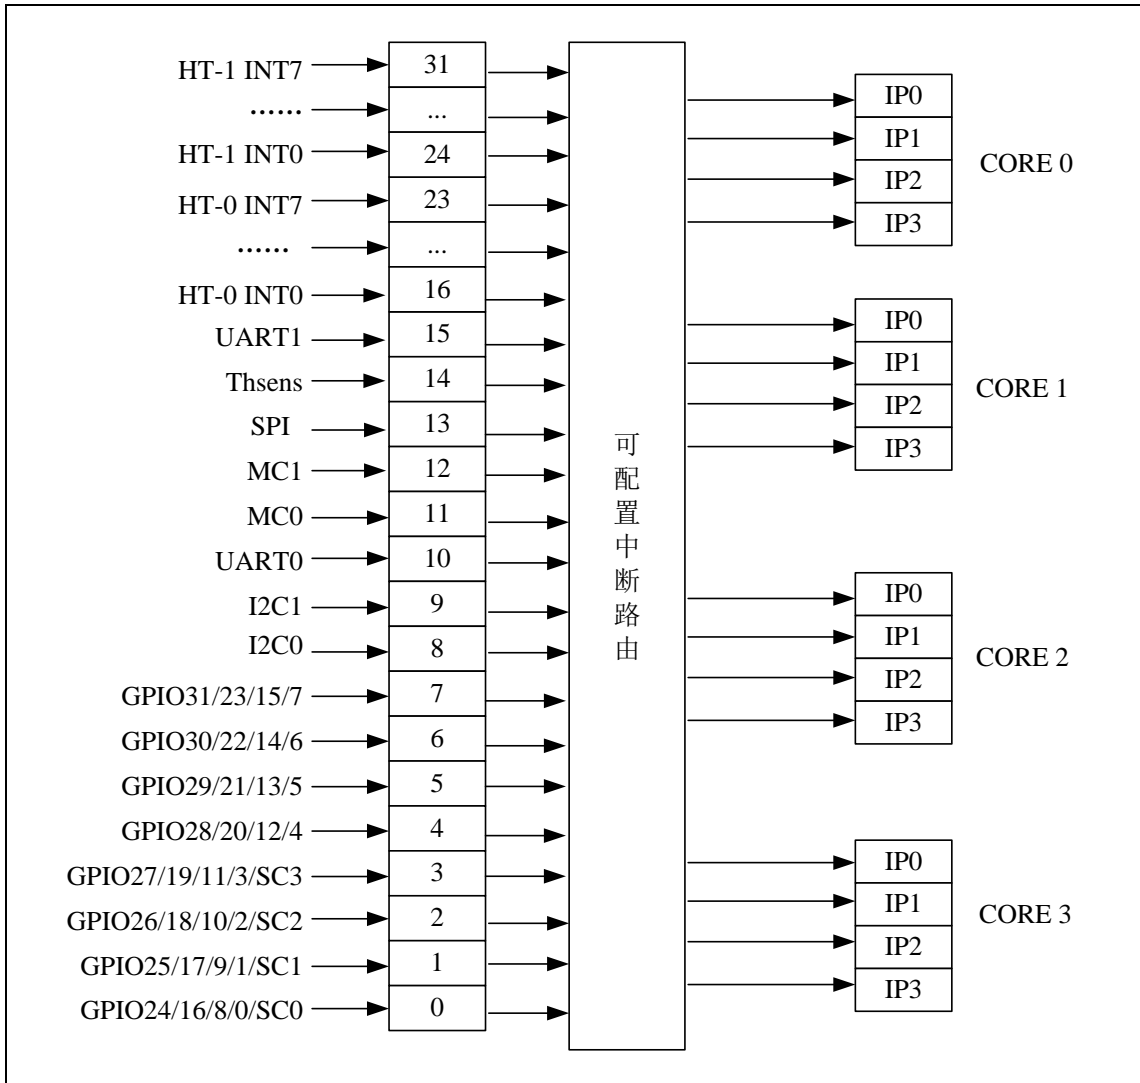 HT-1 INT7 31
...... ...
HT-1 INT0 24
HT-0 INT7 23
...... ...
HT-0 INT0 16
UART1 15
Thsens 14
SPI 13
MC1 12
MC0 11
UART0 10
I2C1 9
I2C0 8
GPIO31/23/15/7 7
GPIO30/22/14/6 6
GPIO29/21/13/5 5
GPIO28/20/12/4 4
GPIO27/19/11/3/SC3 3
GPIO26/18/10/2/SC2 2
GPIO25/17/9/1/SC1 1
GPIO24/16/8/0/SC0 0
可配置中断路由
IP0
IP1
IP2
IP3
CORE 0
IP0
IP1
IP2
IP3
CORE 1
IP0
IP1
IP2
IP3
CORE 2
IP0
IP1
IP2
IP3
CORE 3